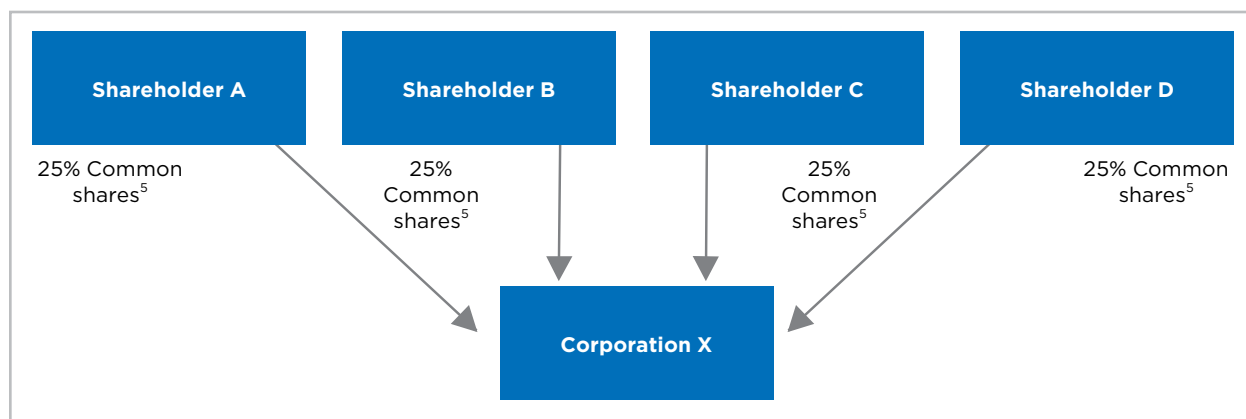 Shareholder A
Shareholder B
Shareholder C
Shareholder D
25% Common
shares⁵
25%
Common
shares⁵
25%
Common
shares⁵
25% Common
shares⁵
Corporation X